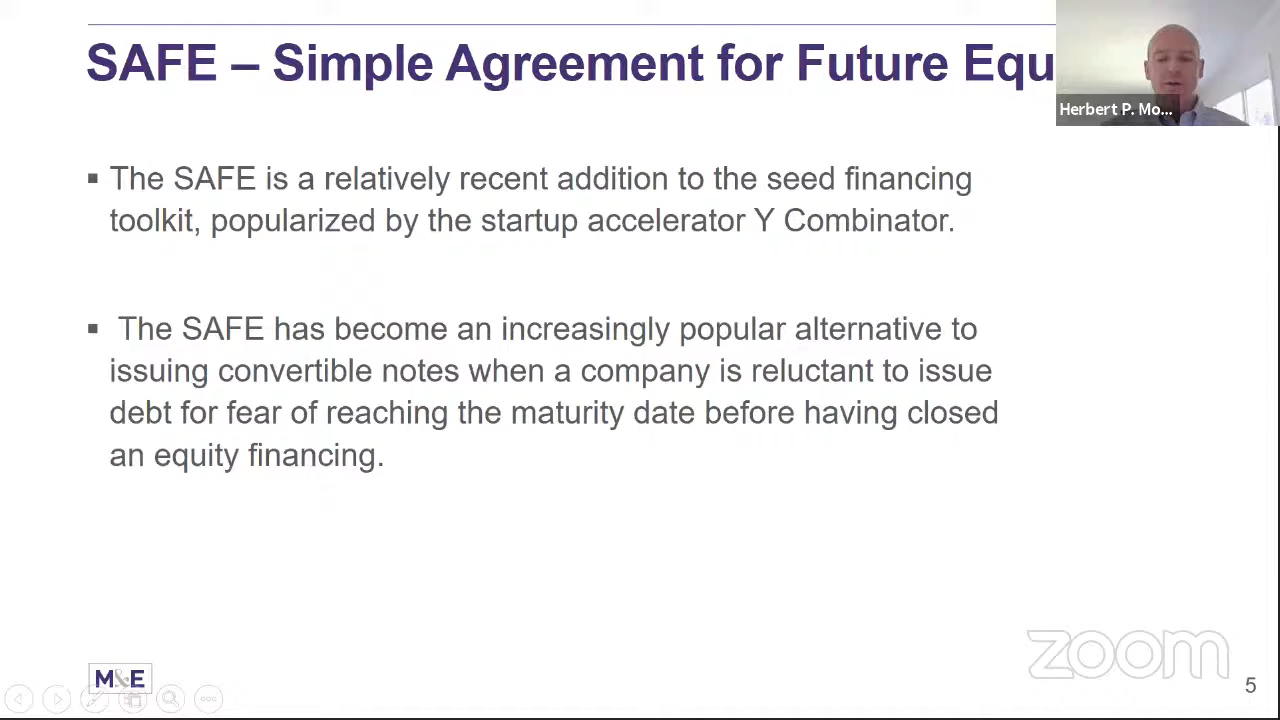 SAFE – Simple Agreement for Future Equ
Herbert P. Mo...
▪ The SAFE is a relatively recent addition to the seed financing
toolkit, popularized by the startup accelerator Y Combinator.
▪ The SAFE has become an increasingly popular alternative to
issuing convertible notes when a company is reluctant to issue
debt for fear of reaching the maturity date before having closed
an equity financing.
zoom
M&E
5